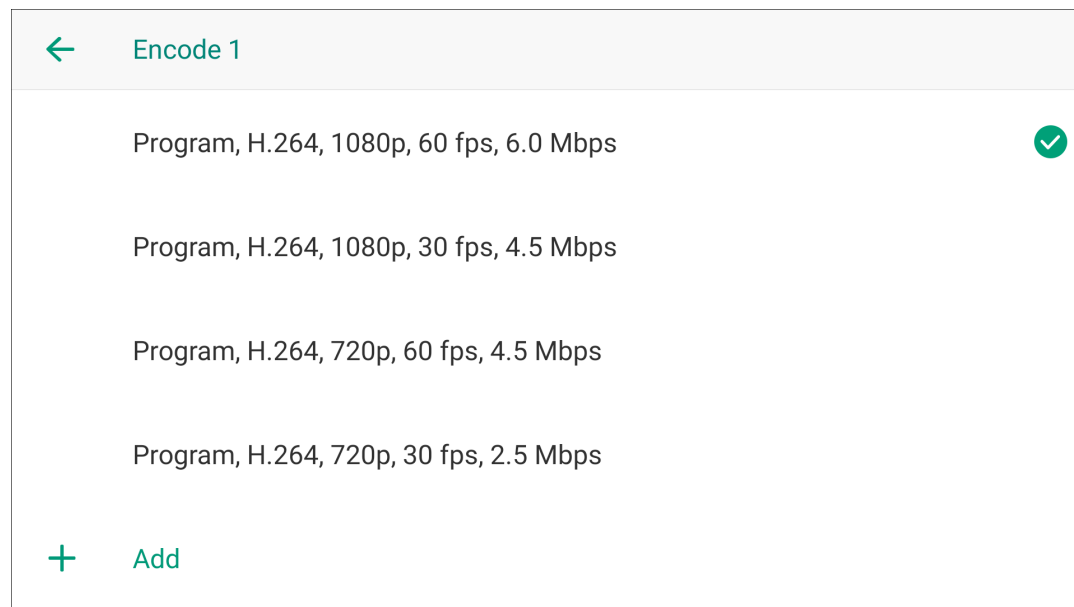 Encode 1
Program, H.264, 1080p, 60 fps, 6.0 Mbps
Program, H.264, 1080p, 30 fps, 4.5 Mbps
Program, H.264, 720p, 60 fps, 4.5 Mbps
Program, H.264, 720p, 30 fps, 2.5 Mbps
Add